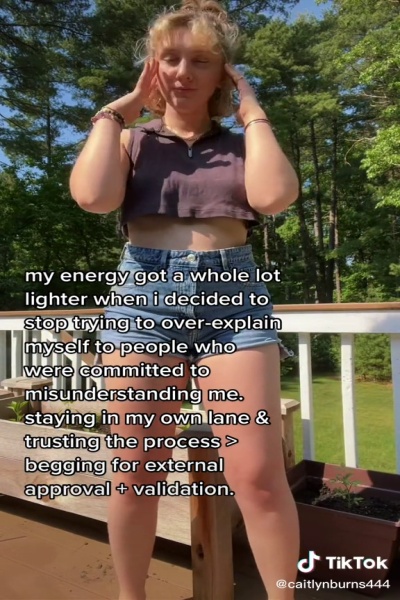 my energy got a whole lot
lighter when i decided to
stop trying to over-explain
myself to people who
were committed to
misunderstanding me.
staying in my own lane &
trusting the process >
begging for external
approval + validation.
TikTok
@caitlynburns444